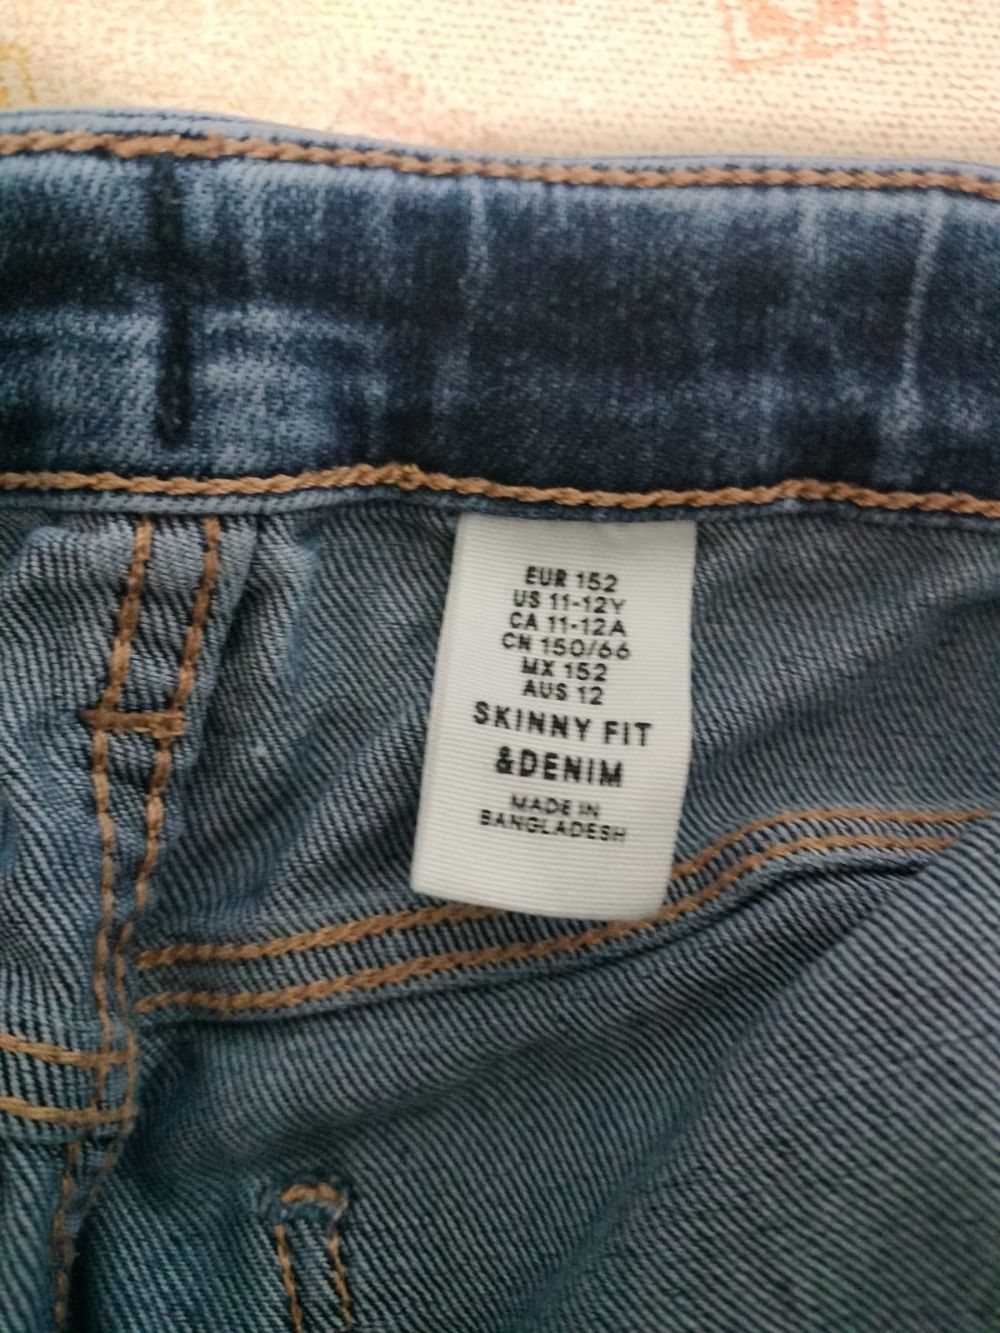 EUR 152
US 11-12Y
CA 11-12A
CN 150/66
MX 152
AUS 12
SKINNY FIT
&DENIM
MADE IN
BANGLADESH